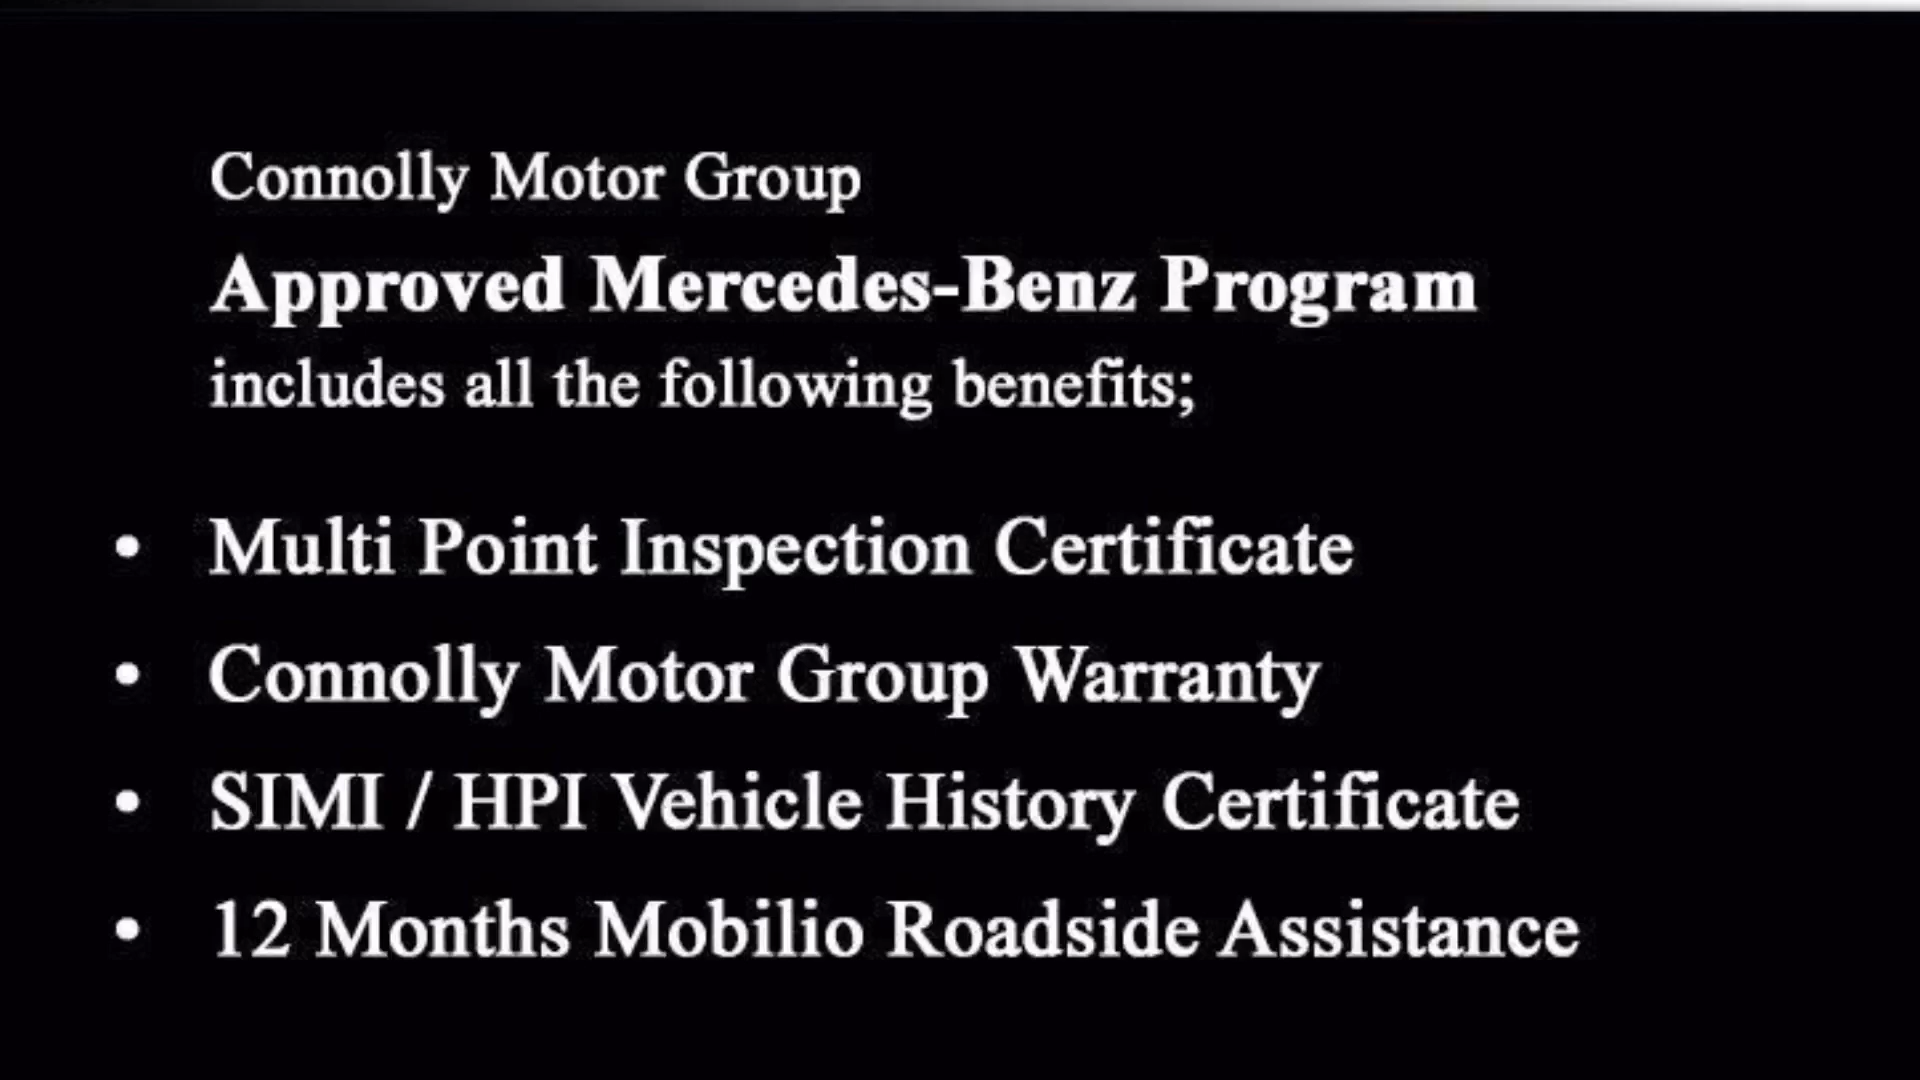 Connolly Motor Group
Approved Mercedes-Benz Program
includes all the following benefits;
• Multi Point Inspection Certificate
• Connolly Motor Group Warranty
• SIMI / HPI Vehicle History Certificate
• 12 Months Mobilio Roadside Assistance